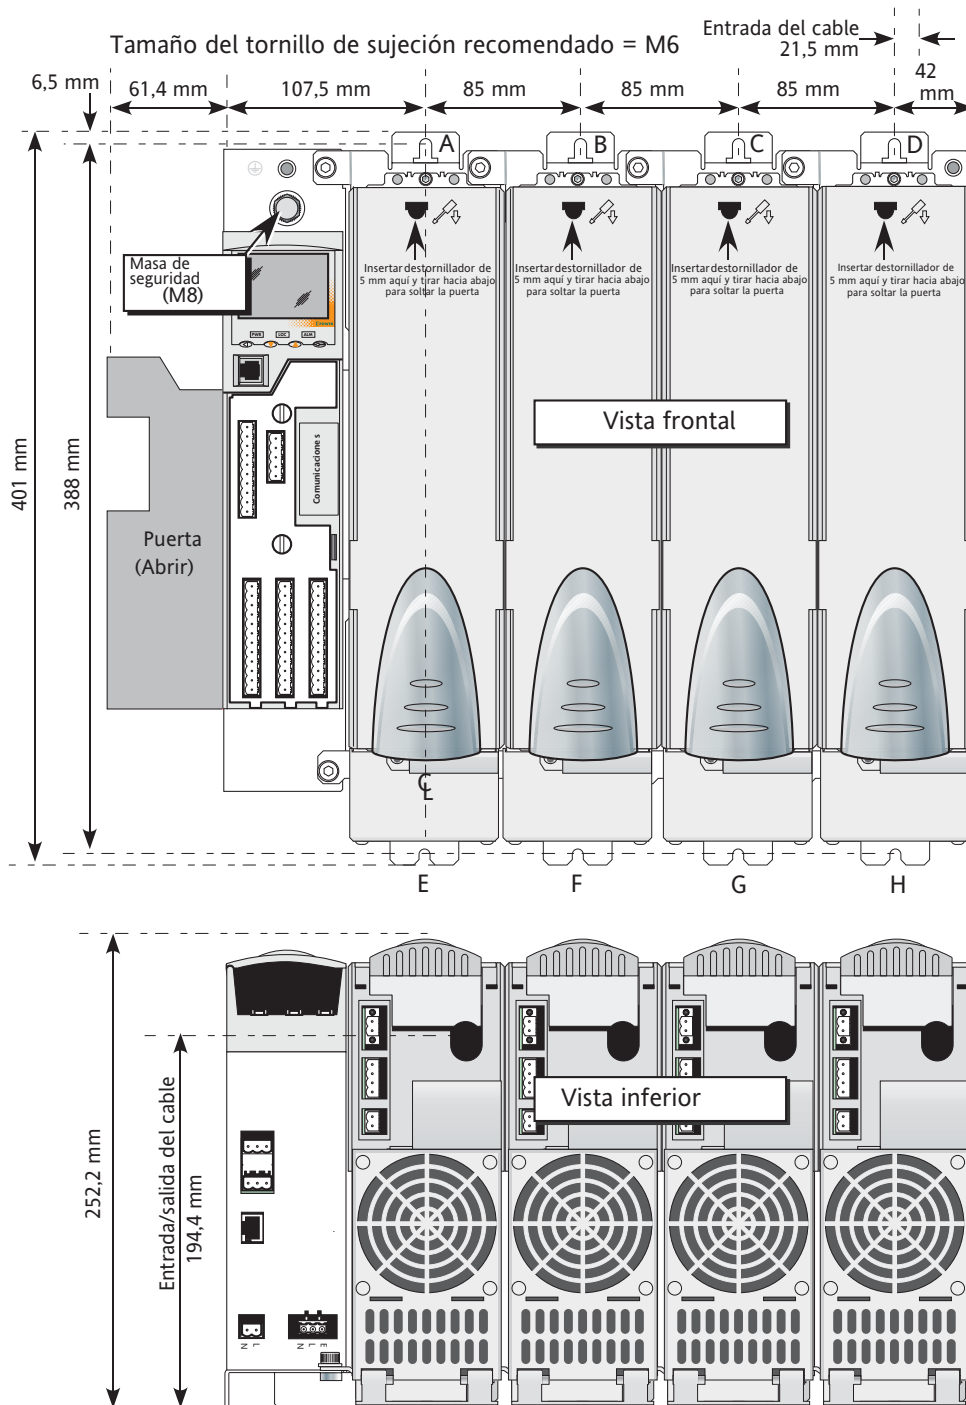 Tamaño del tornillo de sujeción recomendado = M6
Entrada del cable
21,5 mm
6,5 mm
61,4 mm
107,5 mm
85 mm
85 mm
85 mm
42
mm
A
B
C
D
Masa de
seguridad
(M8)
Insertar destornillador de
5 mm aquí y tirar hacia abajo
para soltar la puerta
Insertar destornillador de
5 mm aquí y tirar hacia abajo
para soltar la puerta
Insertar destornillador de
5 mm aquí y tirar hacia abajo
para soltar la puerta
Insertar destornillador de
5 mm aquí y tirar hacia abajo
para soltar la puerta
PWR LOC ALM
Vista frontal
Comunicaciones
401 mm
388 mm
Puerta
(Abrir)
CL
E
F
G
H
252,2 mm
Entrada/salida del cable
194,4 mm
Vista inferior
N L
N L E